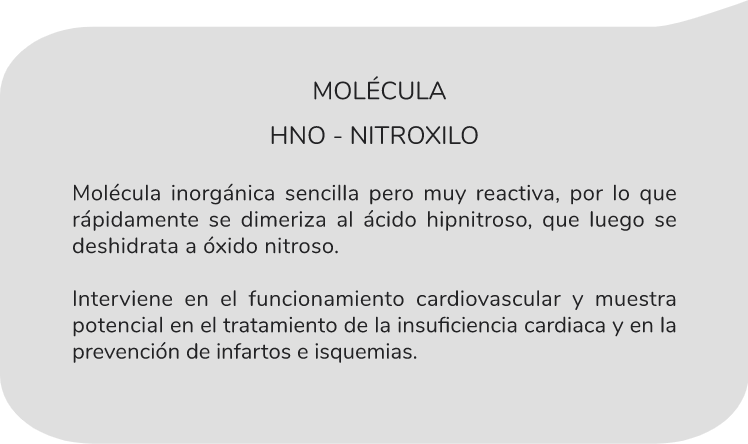 MOLÉCULA
HNO - NITROXILO
Molécula inorgánica sencilla pero muy reactiva, por lo que
rápidamente se dimeriza al ácido hipnitroso, que luego se
deshidrata a óxido nitroso.
Interviene en el funcionamiento cardiovascular y muestra
potencial en el tratamiento de la insuficiencia cardiaca y en la
prevención de infartos e isquemias.